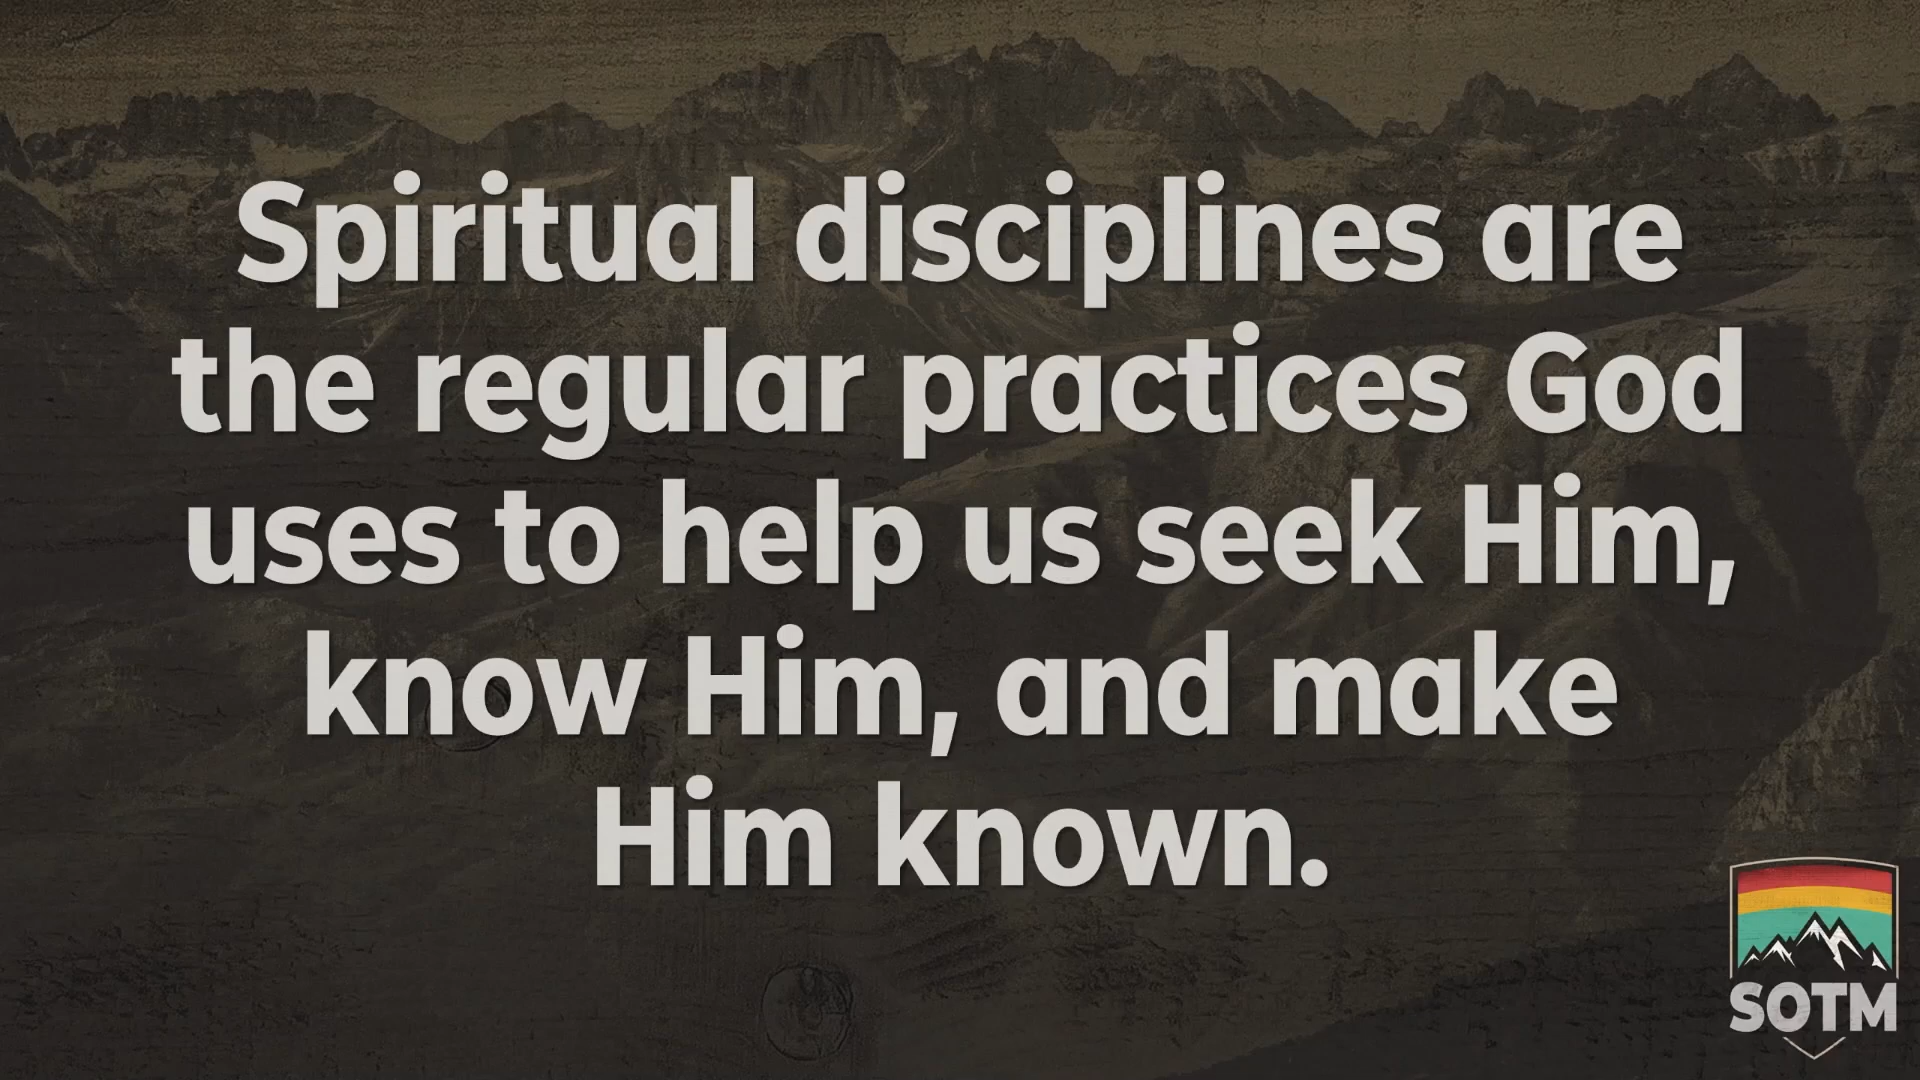 Spiritual disciplines are
the regular practices God
uses to help us seek Him,
know Him, and make
Him known.
SOTM